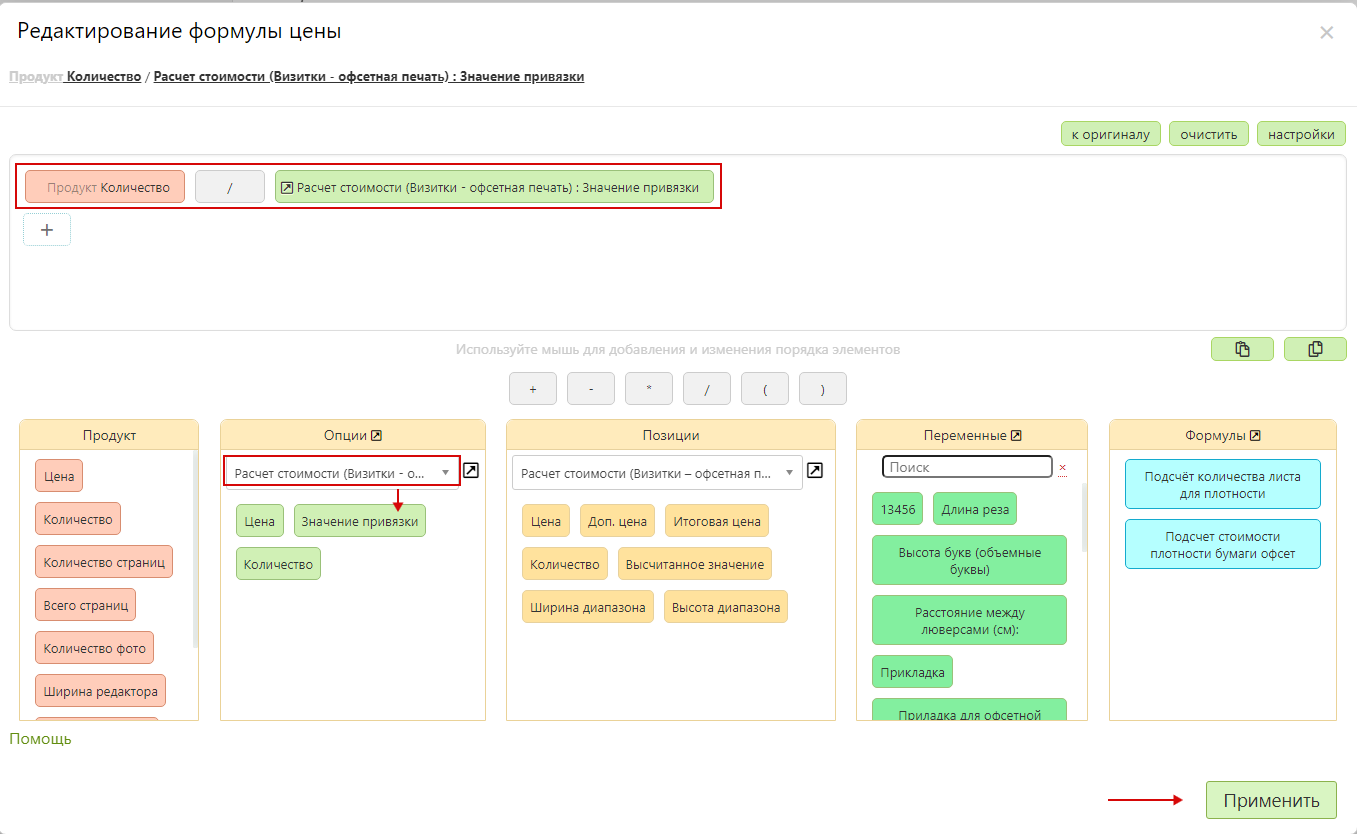 Редактирование формулы цены
×
Продукт Количество / Расчет стоимости (Визитки - офсетная печать) : Значение привязки
к оригиналу очистить настройки
Продукт Количество / Расчет стоимости (Визитки - офсетная печать) : Значение привязки
+
Используйте мышь для добавления и изменения порядка элементов
+ - * / ( )
Продукт
Цена
Количество
Количество страниц
Всего страниц
Количество фото
Ширина редактора
Опции
Расчет стоимости (Визитки - о...
Цена Значение привязки
Количество
Позиции
Расчет стоимости (Визитки – офсетная п...
Цена Доп. цена Итоговая цена
Количество Высчитанное значение
Ширина диапазона Высота диапазона
Переменные
Поиск ×
13456 Длина реза
Высота букв (объемные
буквы)
Расстояние между
люверсами (см):
Прикладка
Приладка для офсетной
Формулы
Подсчёт количества листа
для плотности
Подсчет стоимости
плотности бумаги офсет
Помощь
Применить